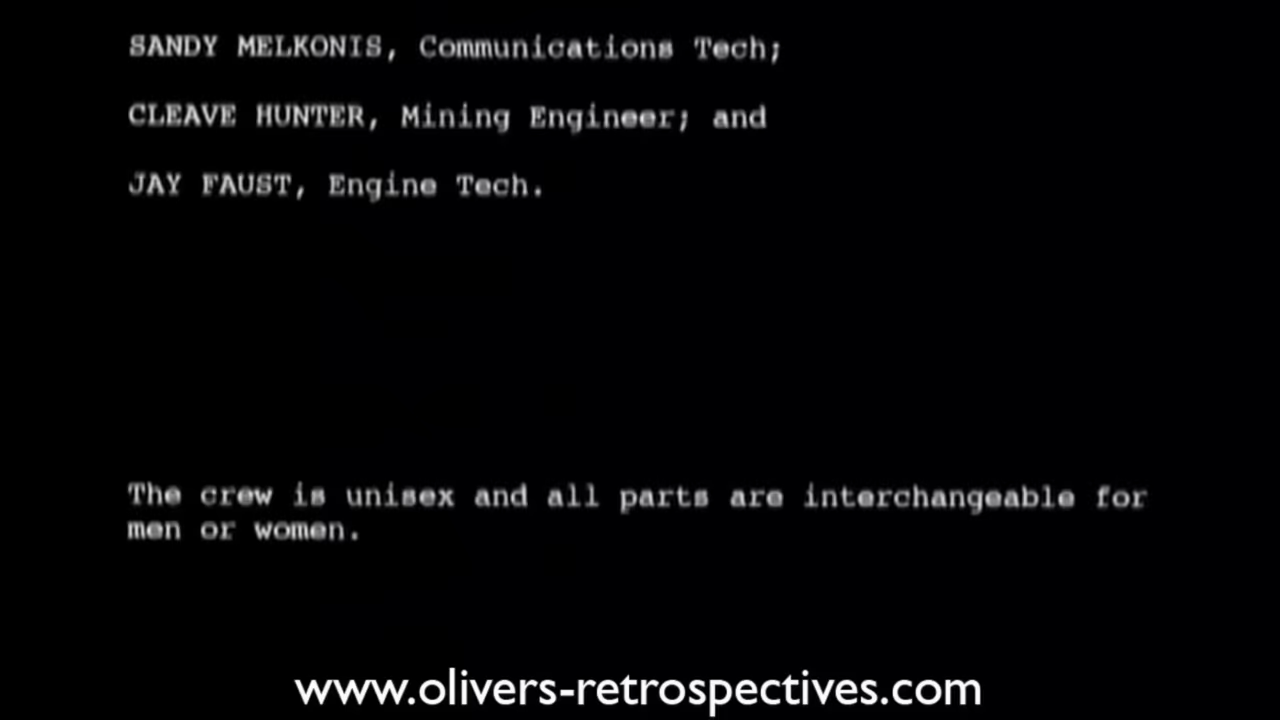 SANDY MELKONIS, Communications Tech;
CLEAVE HUNTER, Mining Engineer; and
JAY FAUST, Engine Tech.
The crew is unisex and all parts are interchangeable for
men or women.
www.olivers-retrospectives.com